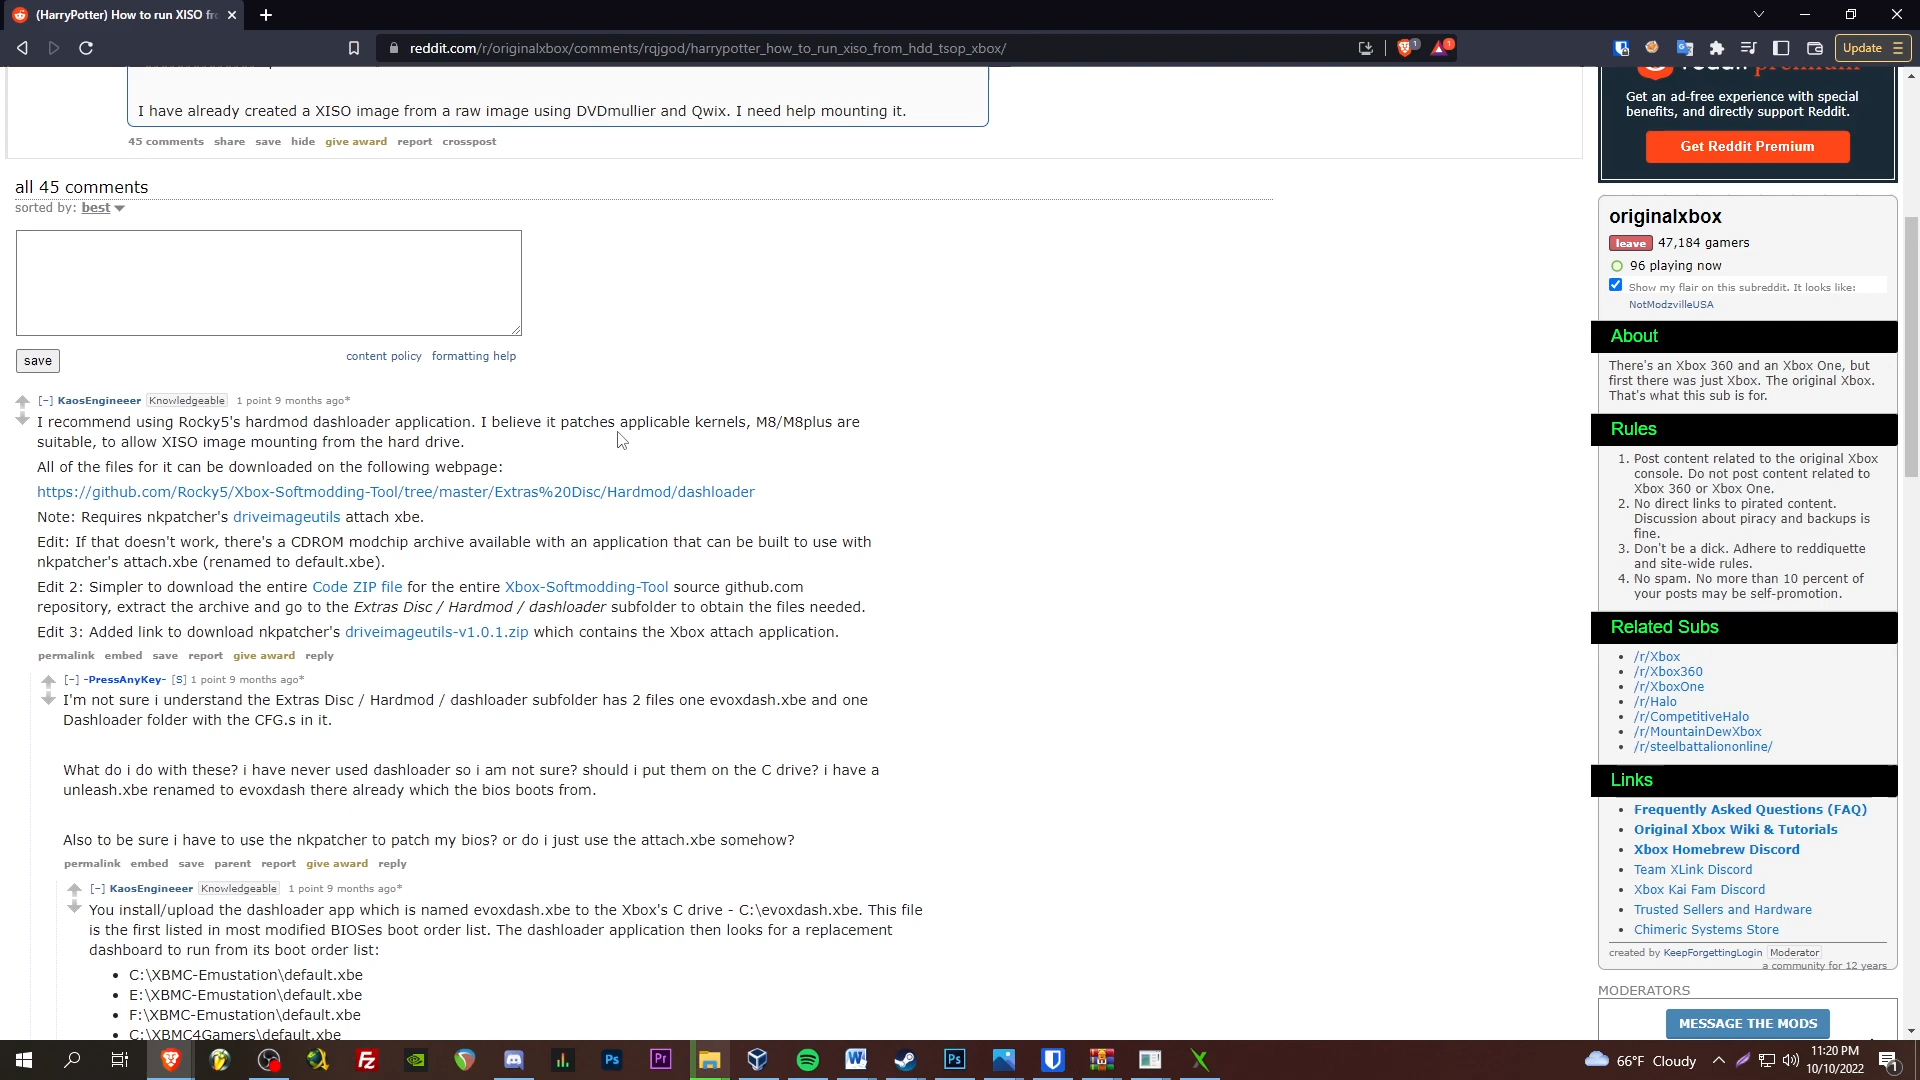 (HarryPotter) How to run XISO fr
reddit.com/r/originalxbox/comments/rqjgod/harrypotter_how_to_run_xiso_from_hdd_tsop_xbox/
1
1
Update
I have already created a XISO image from a raw image using DVDmullier and Qwix. I need help mounting it.
45 comments share save hide give award report crosspost
all 45 comments
sorted by: best
save
content policy formatting help
[-] KaosEngineeer Knowledgeable 1 point 9 months ago*
I recommend using Rocky5's hardmod dashloader application. I believe it patches applicable kernels, M8/M8plus are
suitable, to allow XISO image mounting from the hard drive.
All of the files for it can be downloaded on the following webpage:
https://github.com/Rocky5/Xbox-Softmodding-Tool/tree/master/Extras%20Disc/Hardmod/dashloader
Note: Requires nkpatcher's driveimageutils attach xbe.
Edit: If that doesn't work, there's a CDROM modchip archive available with an application that can be built to use with
nkpatcher's attach.xbe (renamed to default.xbe).
Edit 2: Simpler to download the entire Code ZIP file for the entire Xbox-Softmodding-Tool source github.com
repository, extract the archive and go to the Extras Disc / Hardmod / dashloader subfolder to obtain the files needed.
Edit 3: Added link to download nkpatcher's driveimageutils-v1.0.1.zip which contains the Xbox attach application.
permalink embed save report give award reply
[-] -PressAnyKey- [S] 1 point 9 months ago*
I'm not sure i understand the Extras Disc / Hardmod / dashloader subfolder has 2 files one evoxdash.xbe and one
Dashloader folder with the CFG.s in it.
What do i do with these? i have never used dashloader so i am not sure? should i put them on the C drive? i have a
unleash.xbe renamed to evoxdash there already which the bios boots from.
Also to be sure i have to use the nkpatcher to patch my bios? or do i just use the attach.xbe somehow?
permalink embed save parent report give award reply
[-] KaosEngineeer Knowledgeable 1 point 9 months ago*
You install/upload the dashloader app which is named evoxdash.xbe to the Xbox's C drive - C:\evoxdash.xbe. This file
is the first listed in most modified BIOSes boot order list. The dashloader application then looks for a replacement
dashboard to run from its boot order list:
• C:\XBMC-Emustation\default.xbe
• E:\XBMC-Emustation\default.xbe
• F:\XBMC-Emustation\default.xbe
• C:\XBMC4Gamers\default.xbe
Get an ad-free experience with special
benefits, and directly support Reddit.
Get Reddit Premium
originalxbox
leave 47,184 gamers
96 playing now
Show my flair on this subreddit. It looks like:
NotModzvilleUSA
About
There's an Xbox 360 and an Xbox One, but
first there was just Xbox. The original Xbox.
That's what this sub is for.
Rules
1. Post content related to the original Xbox
console. Do not post content related to
Xbox 360 or Xbox One.
2. No direct links to pirated content.
Discussion about piracy and backups is
fine.
3. Don't be a dick. Adhere to reddiquette
and site-wide rules.
4. No spam. No more than 10 percent of
your posts may be self-promotion.
Related Subs
• /r/Xbox
• /r/Xbox360
• /r/XboxOne
• /r/Halo
• /r/CompetitiveHalo
• /r/MountainDewXbox
• /r/steelbattaliononline/
Links
• Frequently Asked Questions (FAQ)
• Original Xbox Wiki & Tutorials
• Xbox Homebrew Discord
• Team XLink Discord
• Xbox Kai Fam Discord
• Trusted Sellers and Hardware
• Chimeric Systems Store
created by KeepForgettingLogin Moderator
a community for 12 years
MODERATORS
MESSAGE THE MODS
66°F Cloudy
11:20 PM
10/10/2022
1